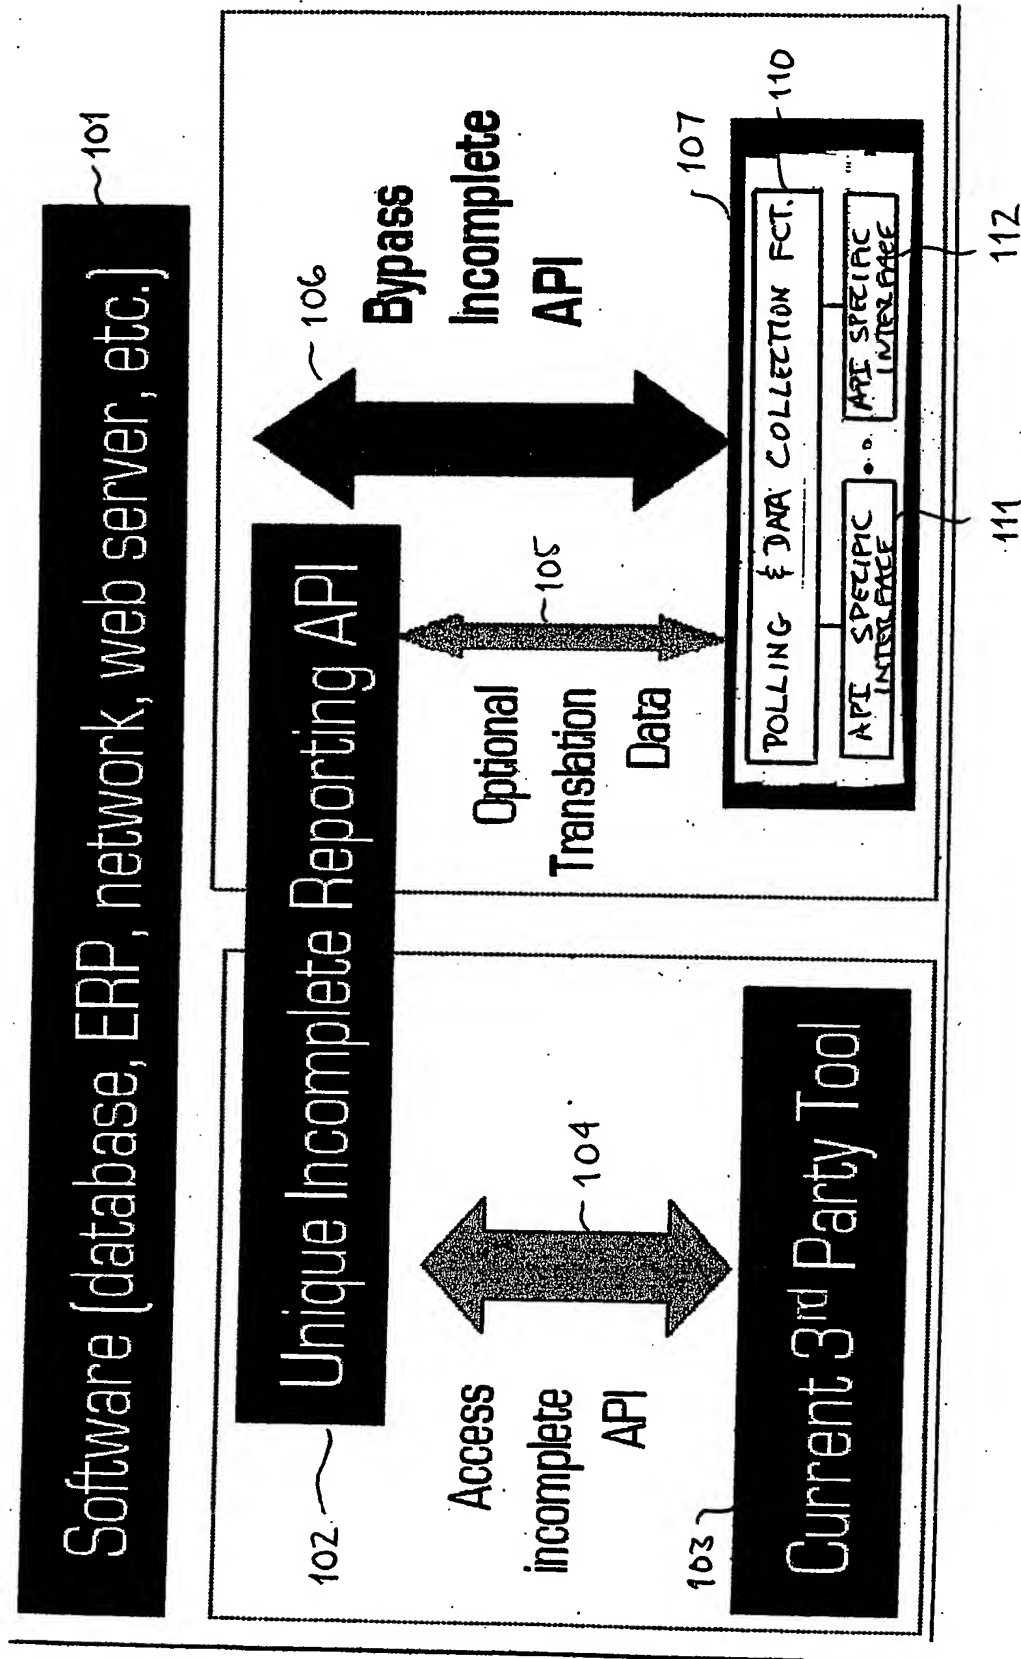 Software (database, ERP, network, web server, etc.)
101
Unique Incomplete Reporting API
102
Access
incomplete
API
104
Current 3rd Party Tool
103
Optional
Translation
Data
105
Bypass
Incomplete
API
106
107
POLLING & DATA COLLECTION FCT.
110
API SPECIFIC
INTERFACE
...
API SPECIFIC
INTERFACE
111
112